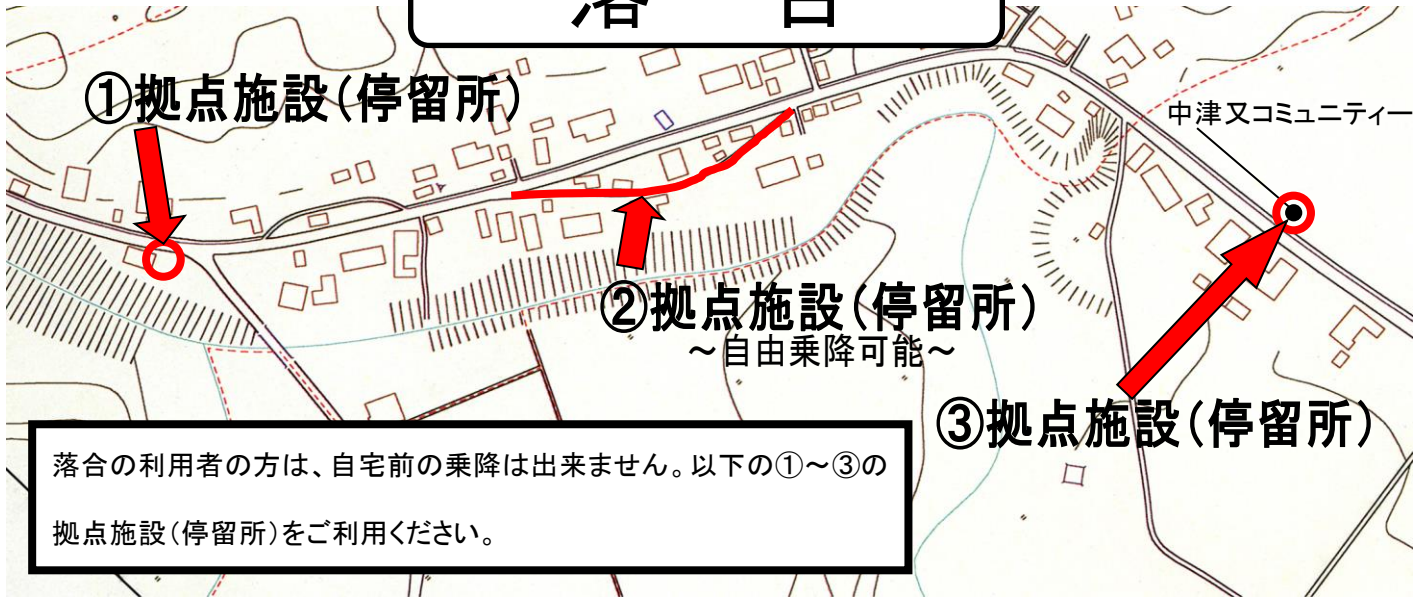 落合
①拠点施設(停留所)
中津又コミュニティー
②拠点施設(停留所)
～自由乗降可能～
③拠点施設(停留所)
落合の利用者の方は、自宅前の乗降は出来ません。以下の①～③の
拠点施設(停留所)をご利用ください。